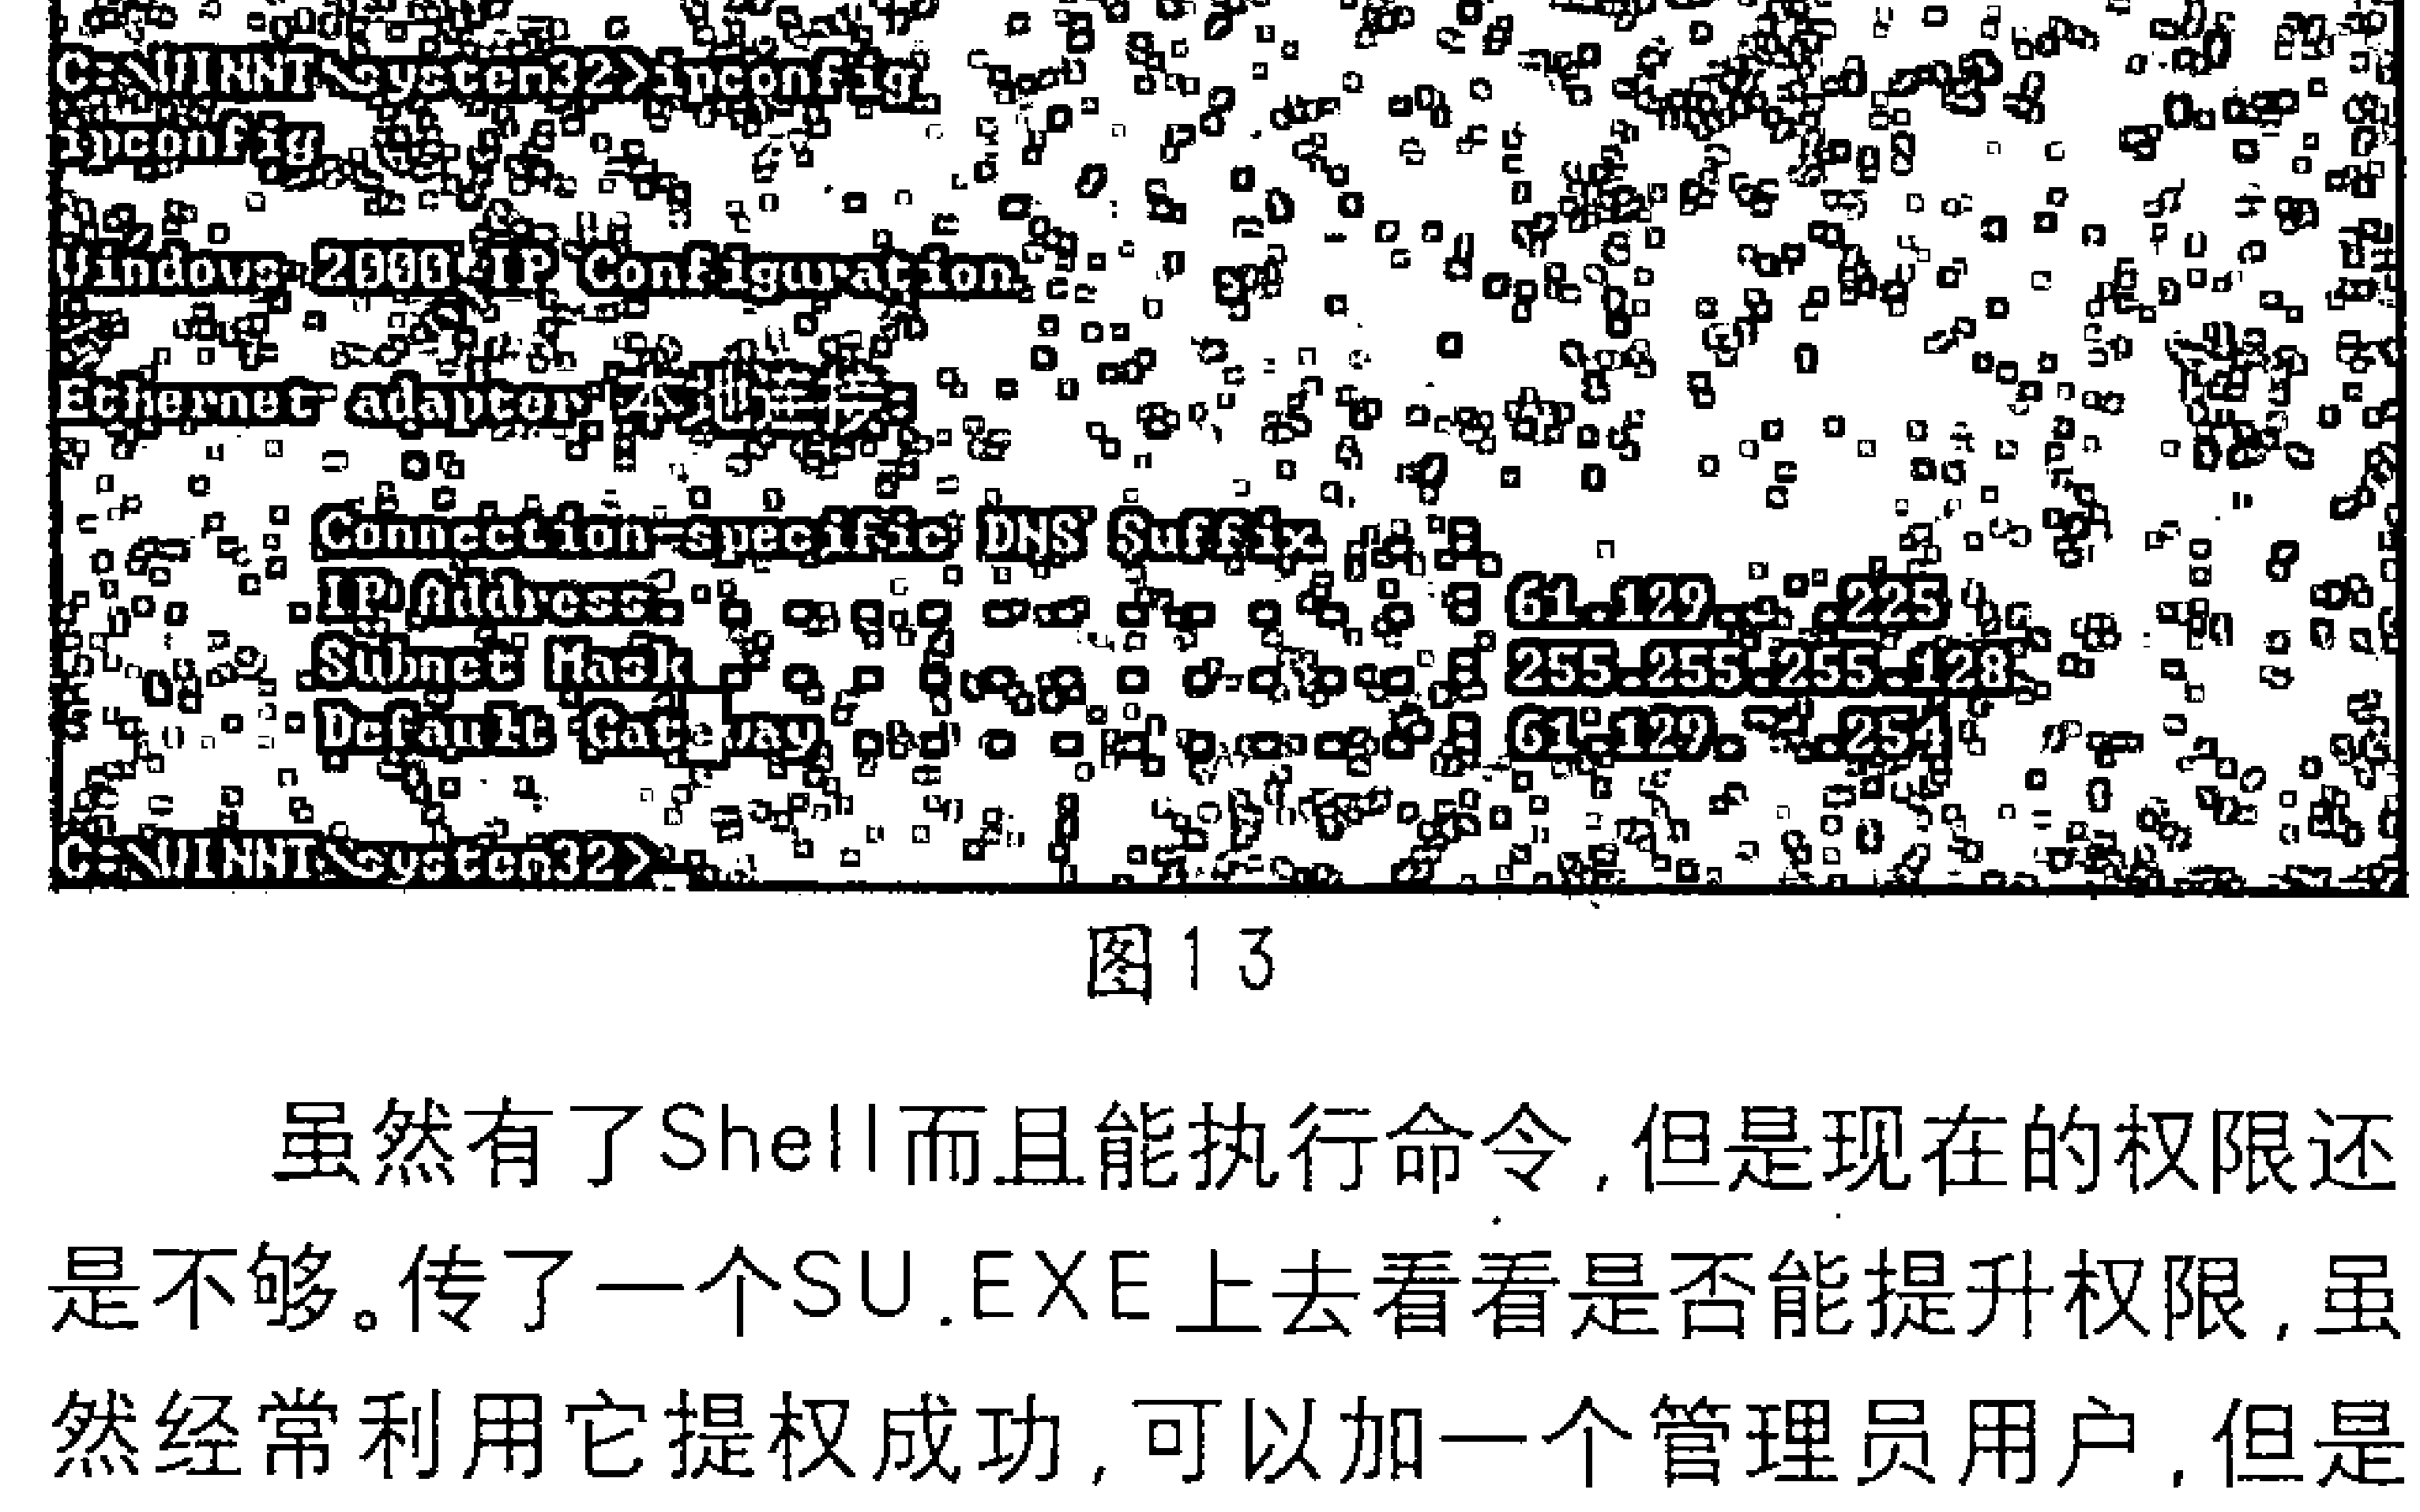 C:\WINNT\system32>ipconfig
ipconfig
Windows 2000 IP Configuration
Ethernet adapter 本地连接:
Connection-specific DNS Suffix . :
IP Address. . . . . . . . . . . . : 61.129. . .225
Subnet Mask . . . . . . . . . . . : 255.255.255.128
Default Gateway . . . . . . . . . : 61.129. . .254
C:\WINNT\system32>
图13
虽然有了Shell而且能执行命令,但是现在的权限还
是不够。传了一个SU.EXE上去看看是否能提升权限,虽
然经常利用它提权成功,可以加一个管理员用户,但是